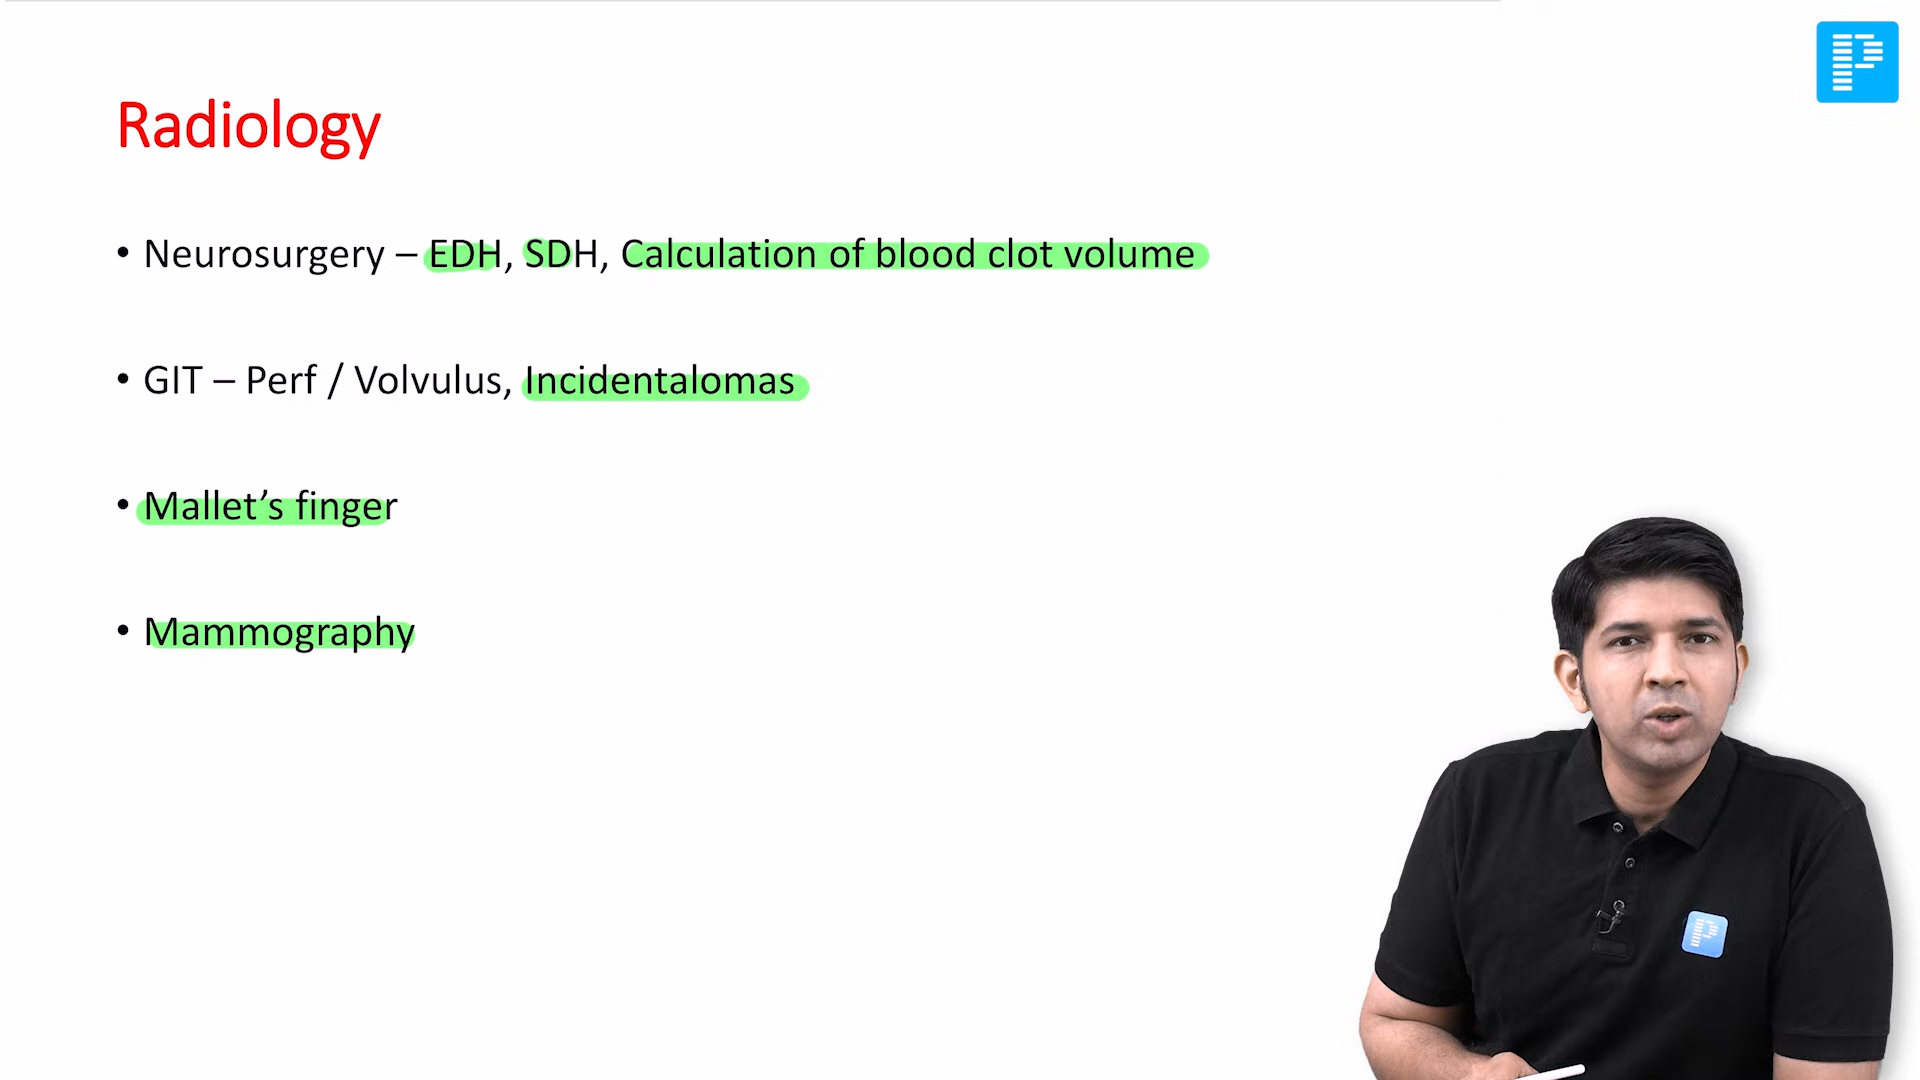 Radiology
• Neurosurgery – EDH, SDH, Calculation of blood clot volume
• GIT – Perf / Volvulus, Incidentalomas
• Mallet’s finger
• Mammography